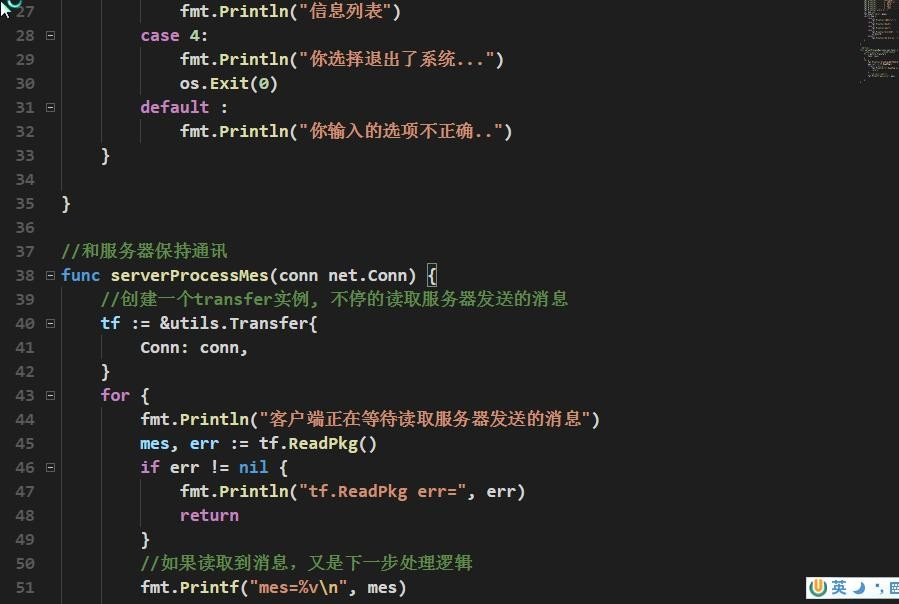 27 fmt.Println("信息列表")
28 case 4:
29 fmt.Println("你选择退出了系统...")
30 os.Exit(0)
31 default :
32 fmt.Println("你输入的选项不正确..")
33 }
34
35 }
36
37 //和服务器保持通讯
38 func serverProcessMes(conn net.Conn) {
39 //创建一个transfer实例, 不停的读取服务器发送的消息
40 tf := &utils.Transfer{
41 Conn: conn,
42 }
43 for {
44 fmt.Println("客户端正在等待读取服务器发送的消息")
45 mes, err := tf.ReadPkg()
46 if err != nil {
47 fmt.Println("tf.ReadPkg err=", err)
48 return
49 }
50 //如果读取到消息，又是下一步处理逻辑
51 fmt.Printf("mes=%v\n", mes)
英